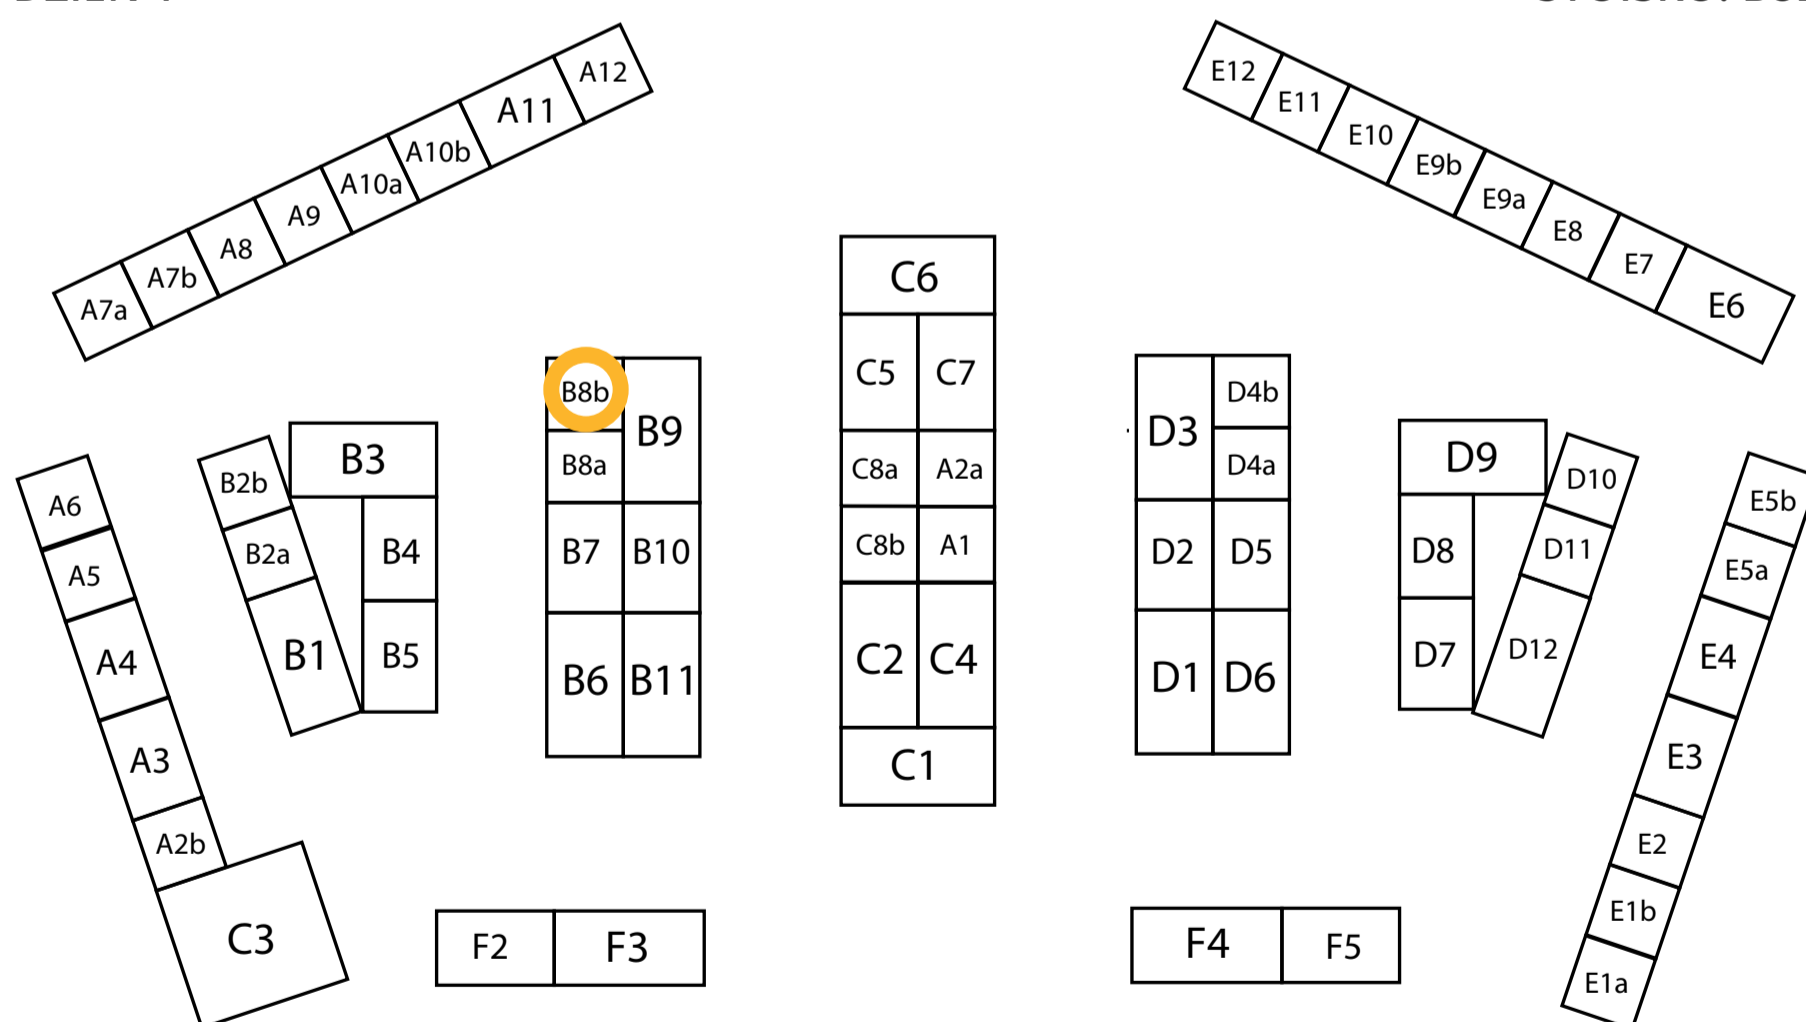 A12
A11
A10b
A10a
A9
A8
A7b
A7a
E12
E11
E10
E9b
E9a
E8
E7
E6
A6
A5
A4
A3
A2b
C3
B2b
B2a
B1
B3
B4
B5
B8b
B9
B8a
B7 B10
B6 B11
C6
C5 C7
C8a A2a
C8b A1
C2 C4
C1
D3 D4b
D4a
D2 D5
D1 D6
D9
D8
D7
D10
D11
D12
E5b
E5a
E4
E3
E2
E1b
E1a
F2 F3
F4 F5